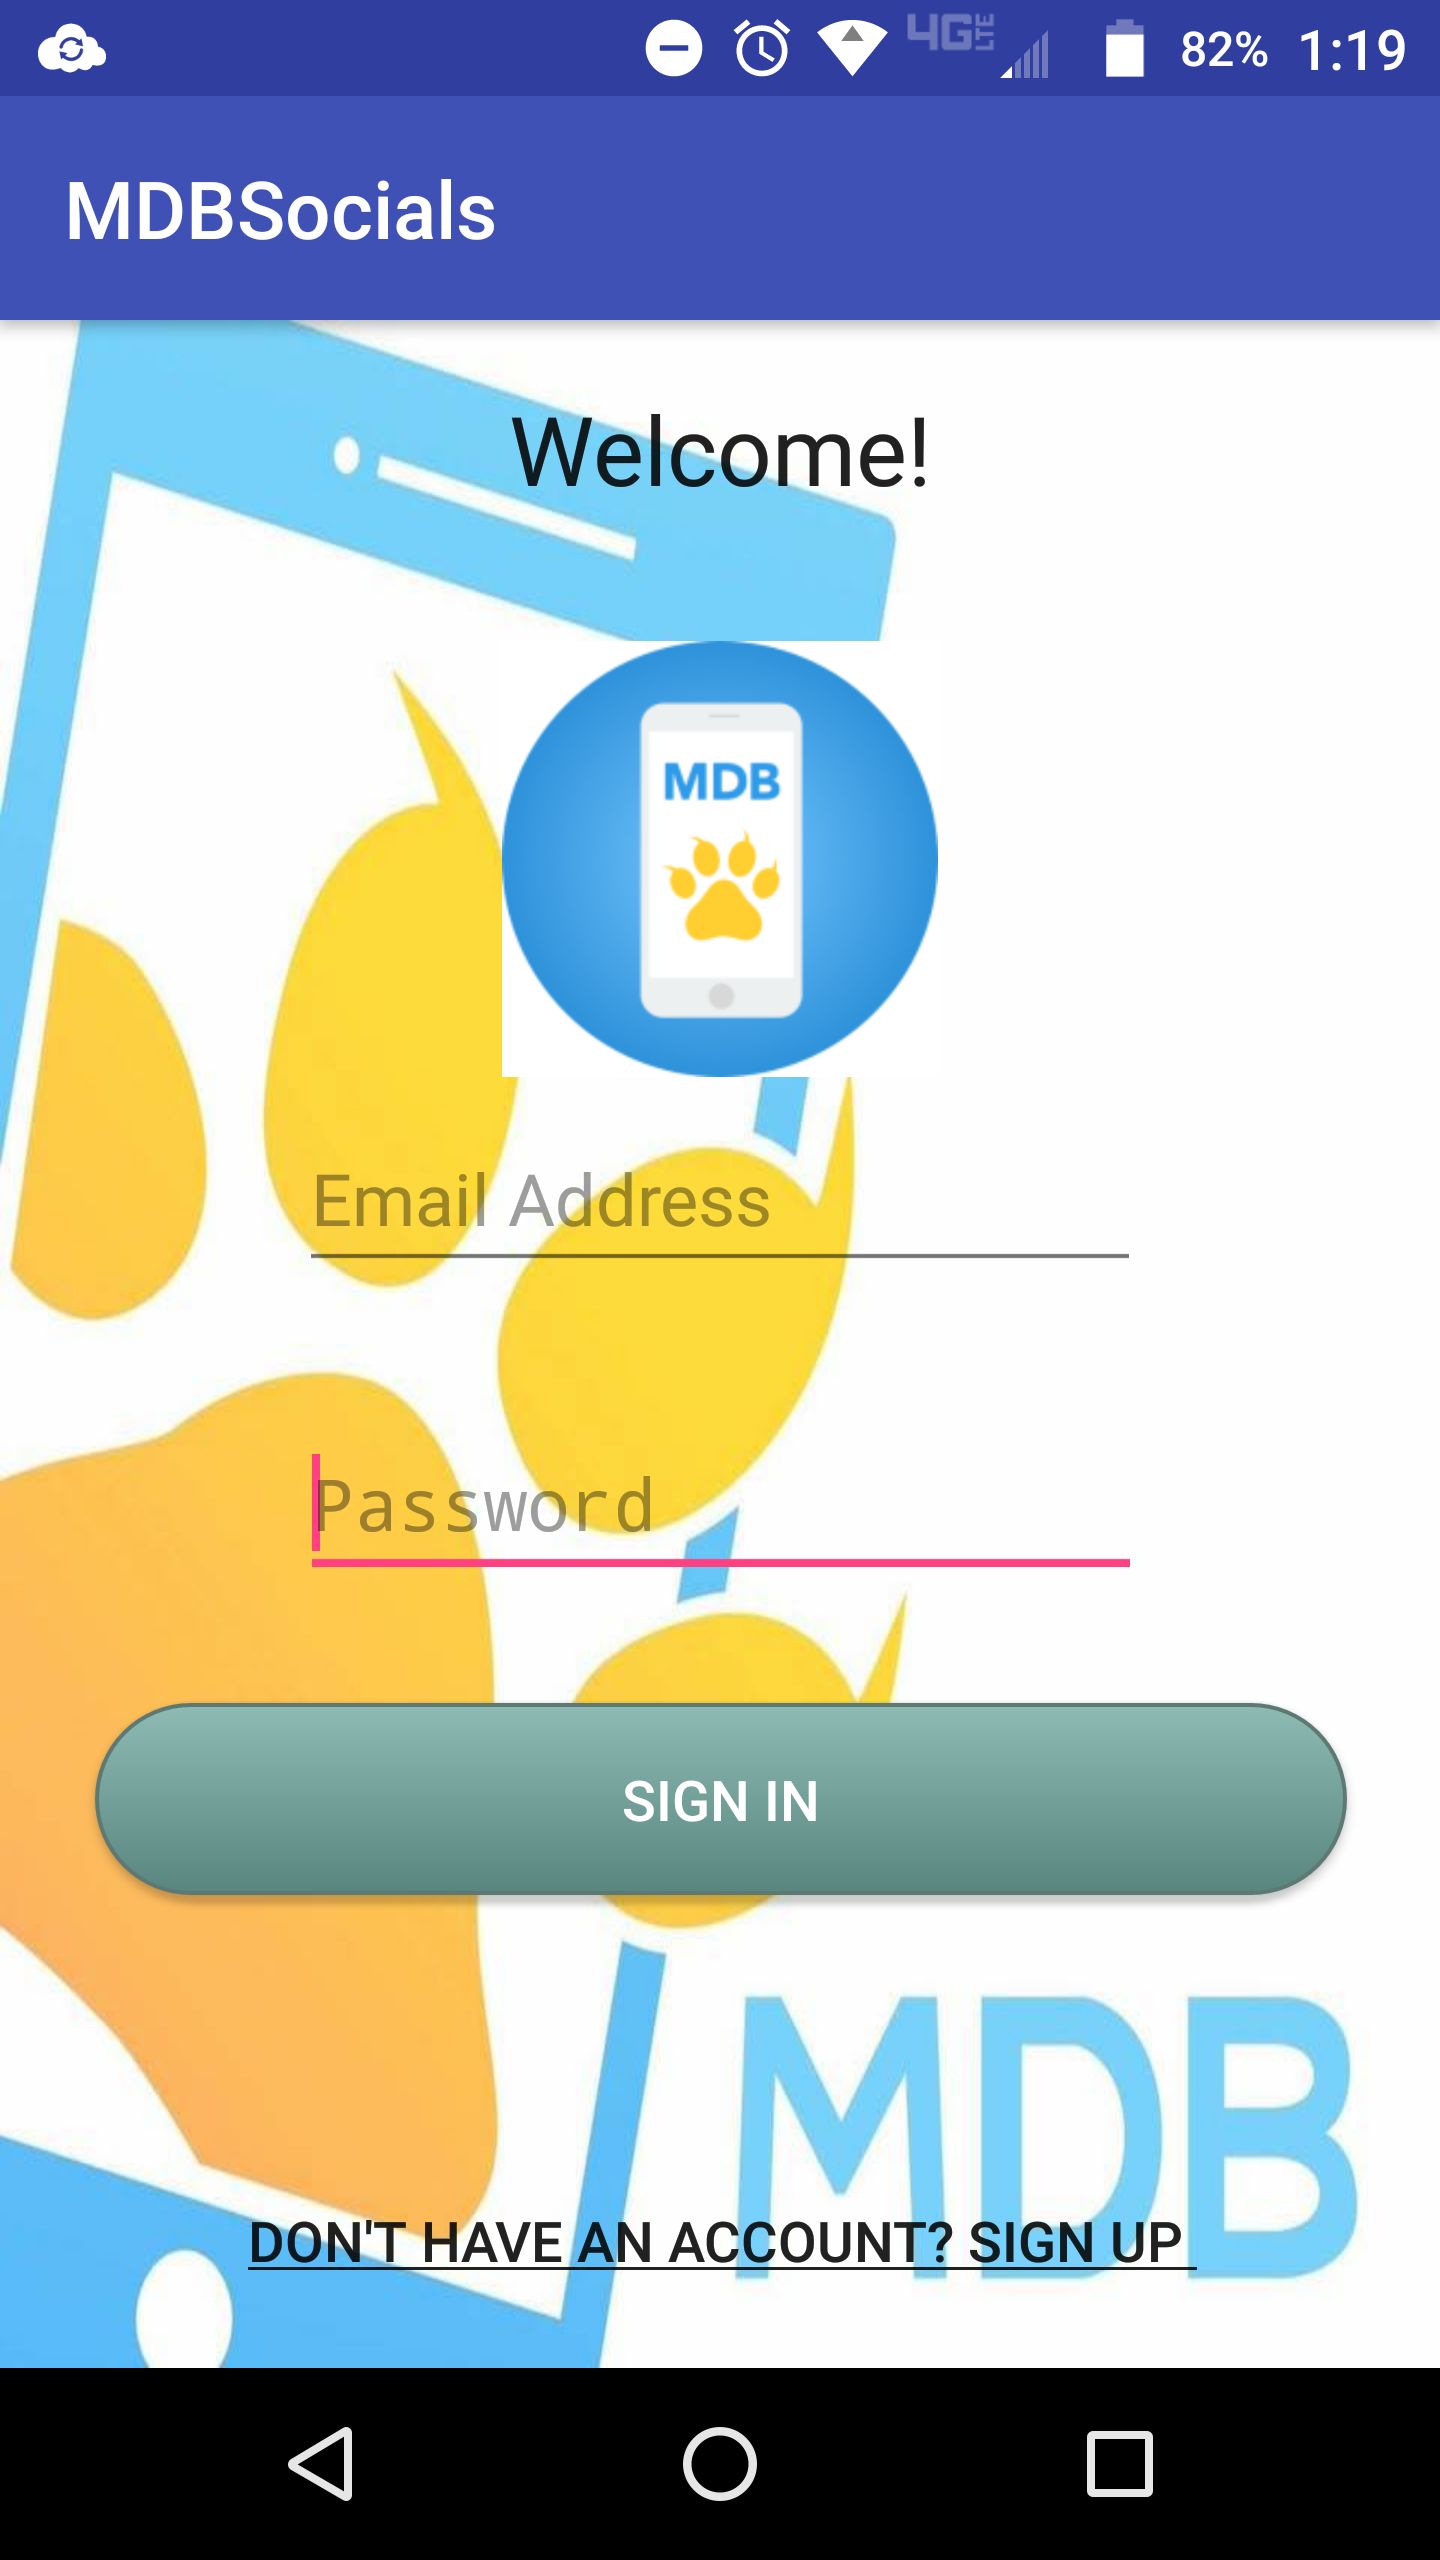 4G LTE 82% 1:19
MDBSocials
Welcome!
MDB
Email Address
Password
SIGN IN
MDB
DON'T HAVE AN ACCOUNT? SIGN UP